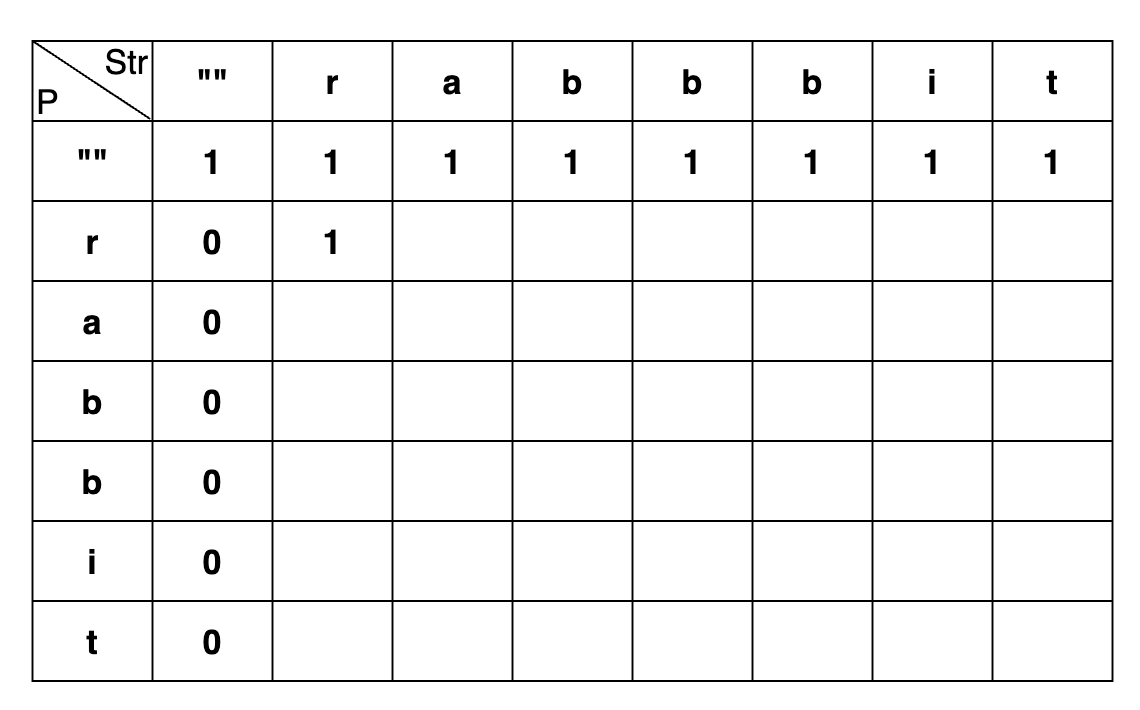 Str
P
"" r a b b b i t
"" 1 1 1 1 1 1 1 1
r 0 1
a 0
b 0
b 0
i 0
t 0